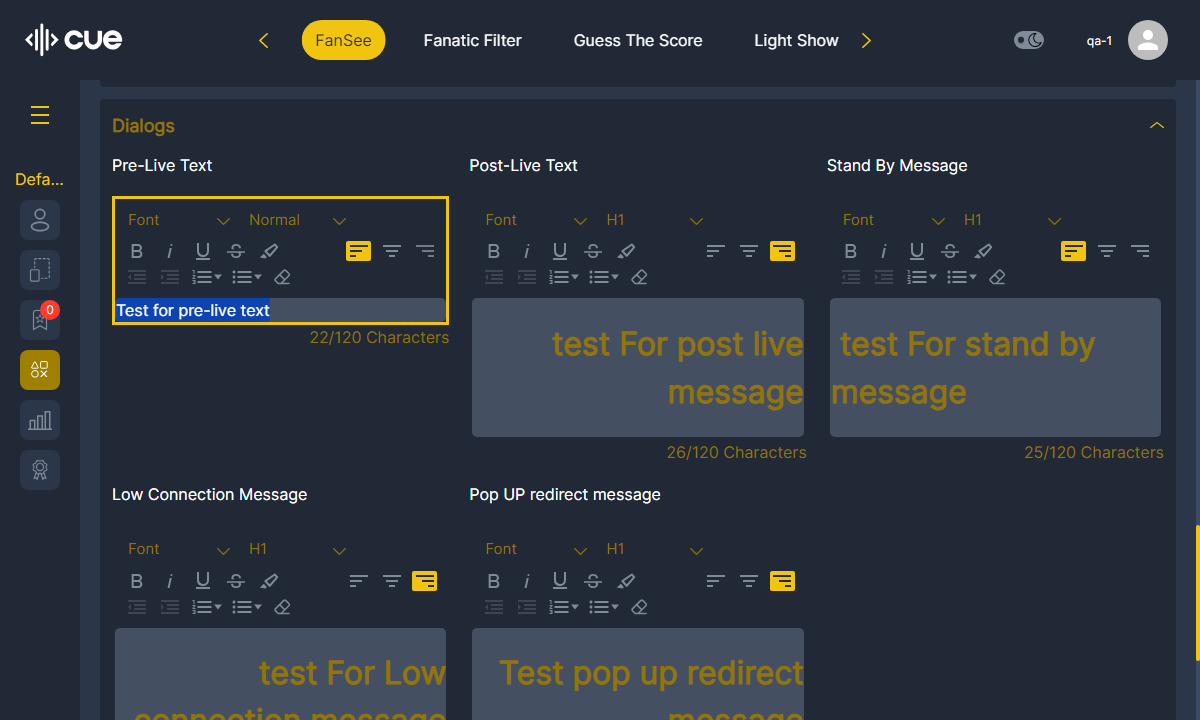 cue
FanSee
Fanatic Filter
Guess The Score
Light Show
qa-1
Defa...
0
Dialogs
Pre-Live Text
Font
Normal
B i U S
Test for pre-live text
22/120 Characters
Post-Live Text
Font
H1
B i U S
test For post live
message
26/120 Characters
Stand By Message
Font
H1
B i U S
test For stand by
message
25/120 Characters
Low Connection Message
Font
H1
B i U S
test For Low
connection message
Pop UP redirect message
Font
H1
B i U S
Test pop up redirect
message